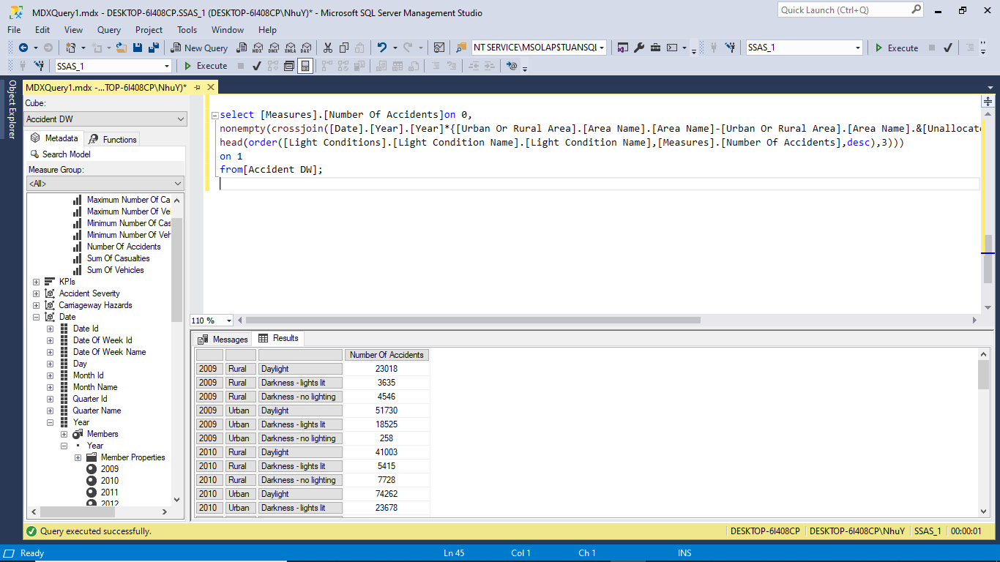 MDXQuery1.mdx - DESKTOP-6I408CP.SSAS_1 (DESKTOP-6I408CP\NhuY)* - Microsoft SQL Server Management Studio
Quick Launch (Ctrl+Q)
File Edit View Query Project Tools Window Help
New Query MDX DMX XMLA DAX NT SERVICE\MSOLAP$TUANSQL SSAS_1 Execute
SSAS_1 Execute
Object Explorer
MDXQuery1.mdx -...TOP-6I408CP\NhuY)*
Cube:
Accident DW
Metadata Functions
Search Model
Measure Group:
<All>
Maximum Number Of Ca
Maximum Number Of Ve
Minimum Number Of Cas
Minimum Number Of Veh
Number Of Accidents
Sum Of Casualties
Sum Of Vehicles
KPIs
Accident Severity
Carriageway Hazards
Date
Date Id
Date Of Week Id
Date Of Week Name
Day
Month Id
Month Name
Quarter Id
Quarter Name
Year
Members
Year
Member Properties
2009
2010
2011
2012
select [Measures].[Number Of Accidents]on 0,
nonempty(crossjoin([Date].[Year].[Year]*{[Urban Or Rural Area].[Area Name].[Area Name]-[Urban Or Rural Area].[Area Name].&[Unallocate
head(order([Light Conditions].[Light Condition Name].[Light Condition Name],[Measures].[Number Of Accidents],desc),3)))
on 1
from[Accident DW];
110 %
Messages Results
Number Of Accidents
2009 Rural Daylight 23018
2009 Rural Darkness - lights lit 3635
2009 Rural Darkness - no lighting 4546
2009 Urban Daylight 51730
2009 Urban Darkness - lights lit 18525
2009 Urban Darkness - no lighting 258
2010 Rural Daylight 41003
2010 Rural Darkness - lights lit 5415
2010 Rural Darkness - no lighting 7728
2010 Urban Daylight 74262
2010 Urban Darkness - lights lit 23678
Query executed successfully. DESKTOP-6I408CP DESKTOP-6I408CP\NhuY SSAS_1 00:00:01
Ready Ln 45 Col 1 Ch 1 INS